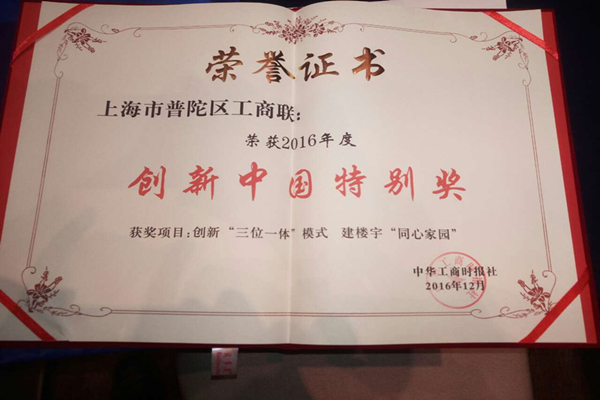 荣誉证书
上海市普陀区工商联：
荣获2016年度
创新中国特别奖
获奖项目:创新“三位一体”模式 建楼宇“同心家园”
中华工商时报社
2016年12月